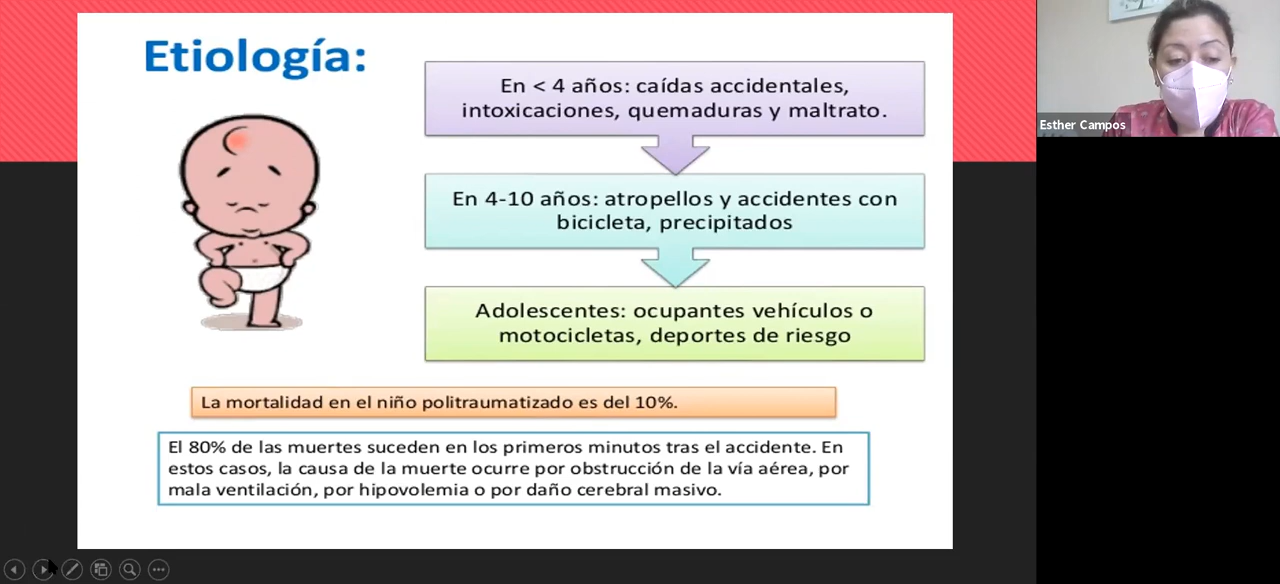 Etiología:
En < 4 años: caídas accidentales,
intoxicaciones, quemaduras y maltrato.
En 4-10 años: atropellos y accidentes con
bicicleta, precipitados
Adolescentes: ocupantes vehículos o
motocicletas, deportes de riesgo
La mortalidad en el niño politraumatizado es del 10%.
El 80% de las muertes suceden en los primeros minutos tras el accidente. En
estos casos, la causa de la muerte ocurre por obstrucción de la vía aérea, por
mala ventilación, por hipovolemia o por daño cerebral masivo.
Esther Campos